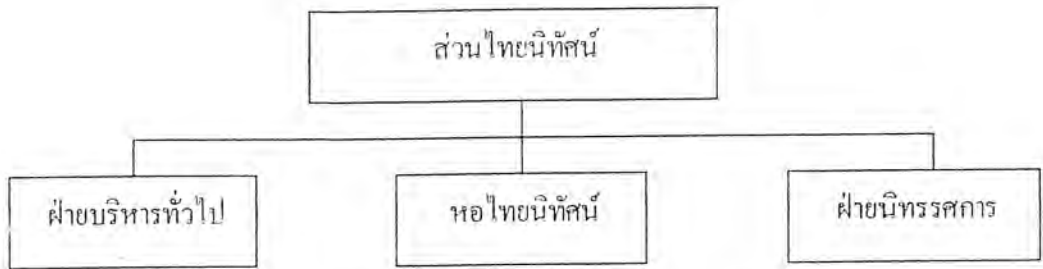 ส่วนไทยนิทัศน์
ฝ่ายบริหารทั่วไป
หอไทยนิทัศน์
ฝ่ายนิทรรศการ